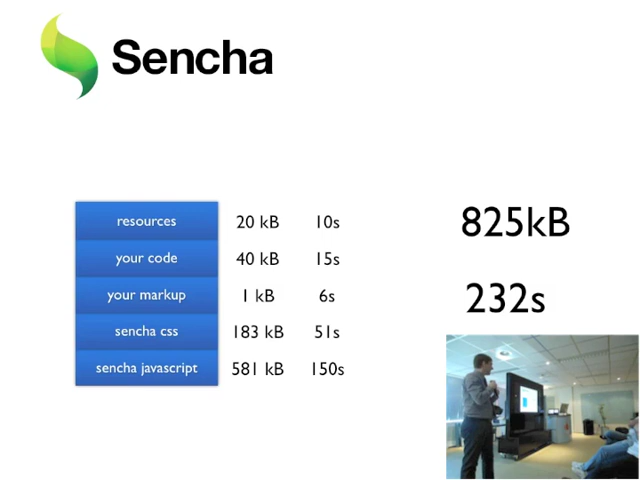 Sencha
resources 20 kB 10s
your code 40 kB 15s
your markup 1 kB 6s
sencha css 183 kB 51s
sencha javascript 581 kB 150s
825kB
232s